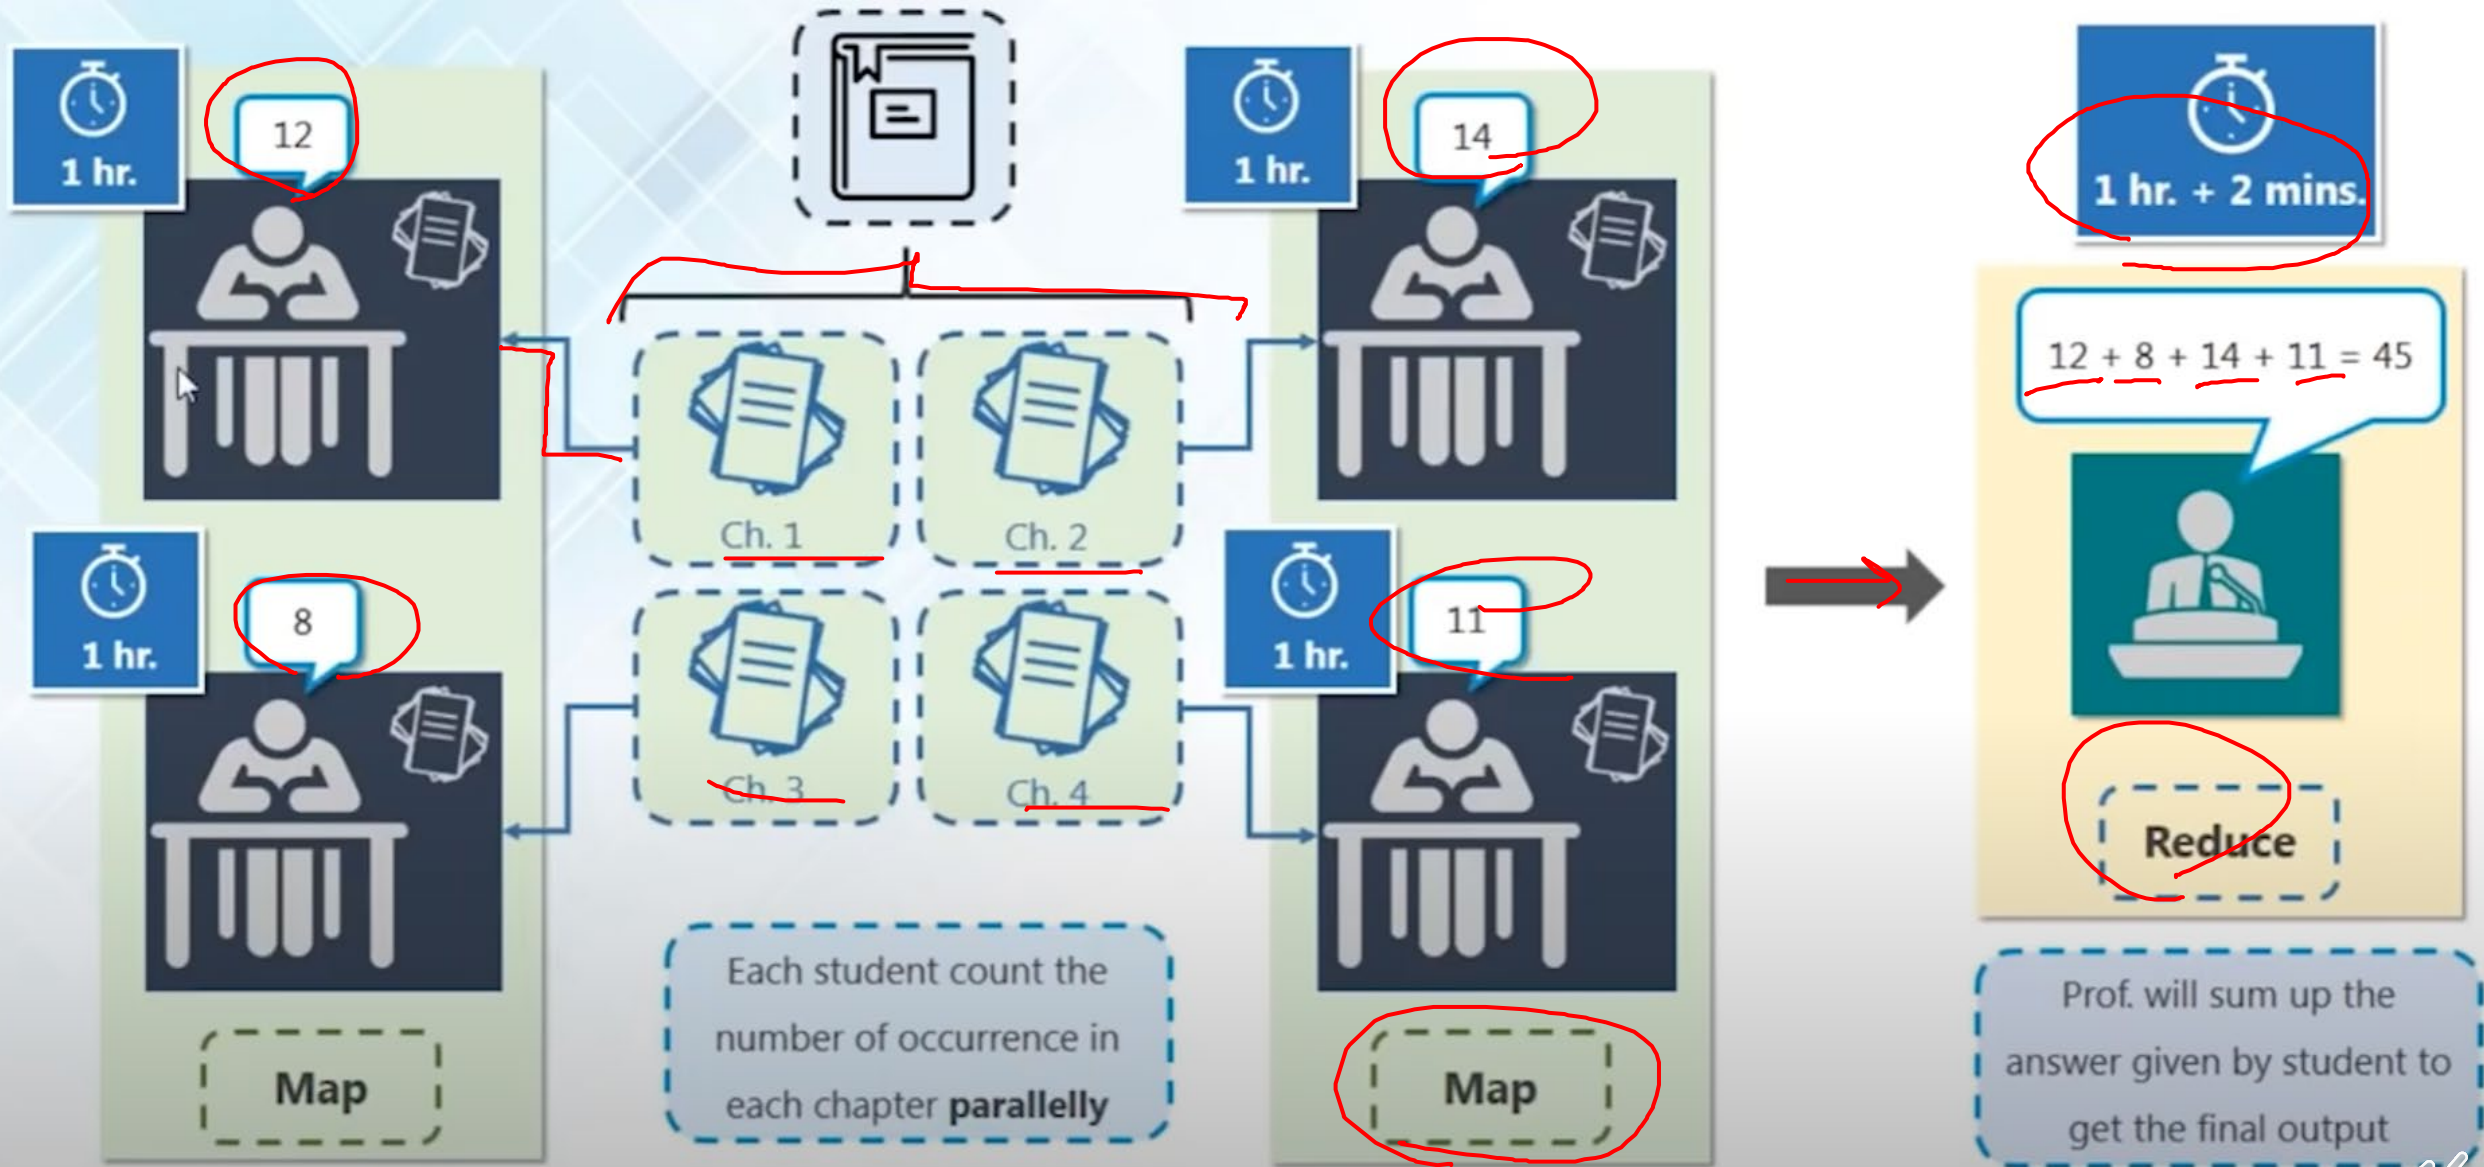 1 hr.
12
14
1 hr.
1 hr. + 2 mins.
12 + 8 + 14 + 11 = 45
Ch. 1
Ch. 2
1 hr.
8
11
1 hr.
Ch. 3
Ch. 4
Reduce
Each student count the
number of occurrence in
each chapter parallelly
Map
Map
Prof. will sum up the
answer given by student to
get the final output